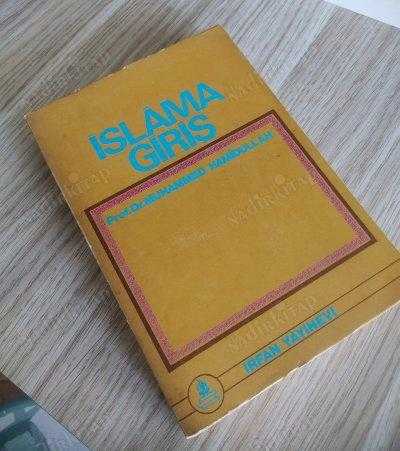 İSLÂMA
GİRİŞ
Prof.Dr. MUHAMMED HAMİDULLAH
İRFAN YAYINEVİ